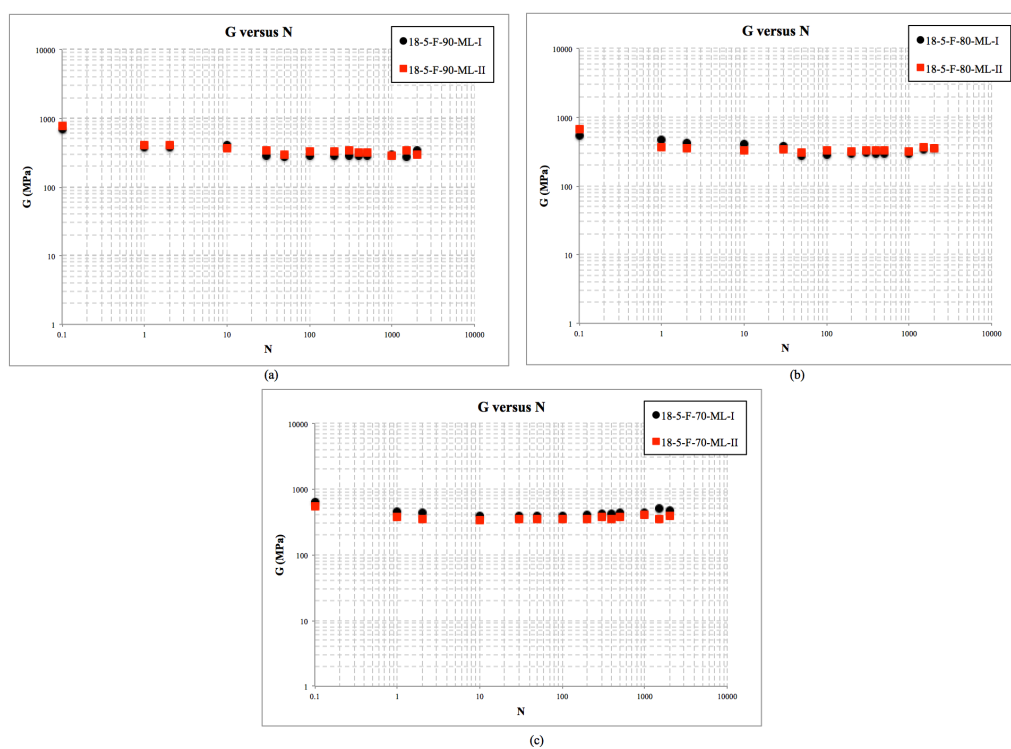 G versus N
18-5-F-90-ML-I
18-5-F-90-ML-II
10000
1000
100
10
1
G (MPa)
0.1 1 10 100 1000 10000
N
(a)
G versus N
18-5-F-80-ML-I
18-5-F-80-ML-II
10000
1000
100
10
1
G (MPa)
0.1 1 10 100 1000 10000
N
(b)
G versus N
18-5-F-70-ML-I
18-5-F-70-ML-II
10000
1000
100
10
1
G (MPa)
0.1 1 10 100 1000 10000
N
(c)